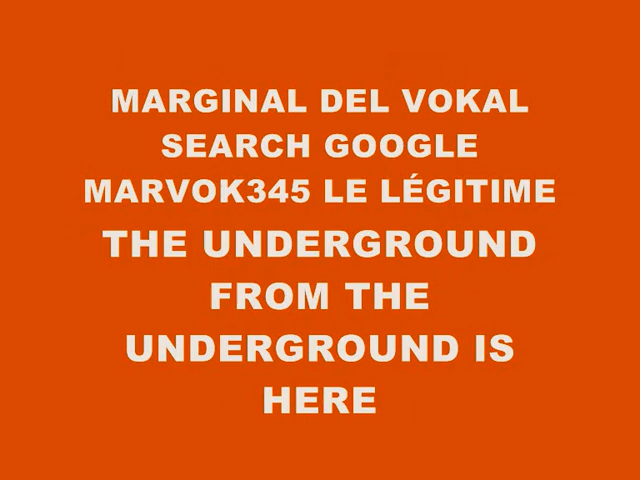 MARGINAL DEL VOKAL
SEARCH GOOGLE
MARVOK345 LE LÉGITIME
THE UNDERGROUND
FROM THE
UNDERGROUND IS
HERE